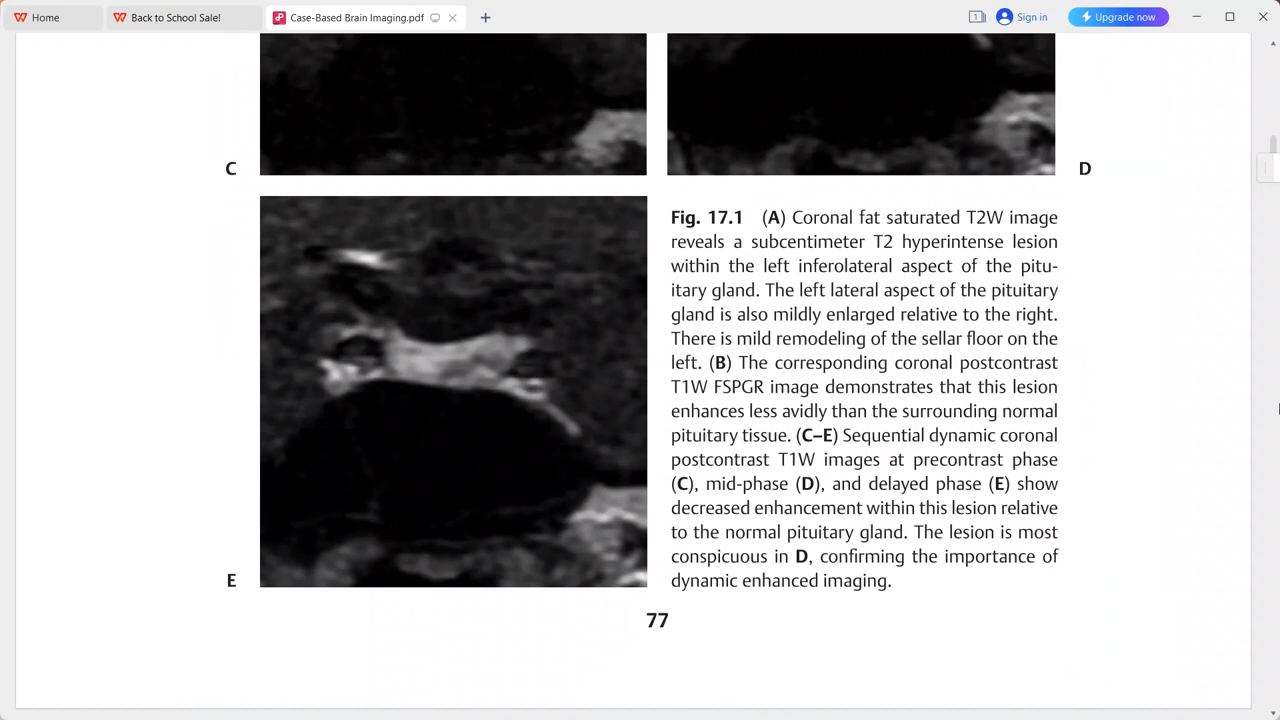 Home
Back to School Sale!
Case-Based Brain Imaging.pdf
1
Sign in
Upgrade now
C
D
E
Fig. 17.1 (A) Coronal fat saturated T2W image
reveals a subcentimeter T2 hyperintense lesion
within the left inferolateral aspect of the pitu-
itary gland. The left lateral aspect of the pituitary
gland is also mildly enlarged relative to the right.
There is mild remodeling of the sellar floor on the
left. (B) The corresponding coronal postcontrast
T1W FSPGR image demonstrates that this lesion
enhances less avidly than the surrounding normal
pituitary tissue. (C–E) Sequential dynamic coronal
postcontrast T1W images at precontrast phase
(C), mid-phase (D), and delayed phase (E) show
decreased enhancement within this lesion relative
to the normal pituitary gland. The lesion is most
conspicuous in D, confirming the importance of
dynamic enhanced imaging.
77